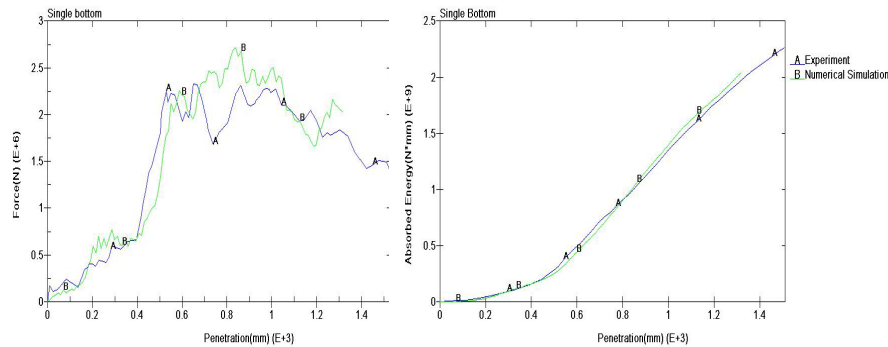 Single bottom
Force(N) (E+6)
3
2.5
2
1.5
1
0.5
0
0 0.2 0.4 0.6 0.8 1 1.2 1.4
Penetration(mm) (E+3)
A A A A A
B B B B B
Single Bottom
Absorbed Energy(N*mm) (E+9)
2.5
2
1.5
1
0.5
0
0 0.2 0.4 0.6 0.8 1 1.2 1.4
Penetration(mm) (E+3)
A A A A A
B B B B B
A Experiment
B Numerical Simulation